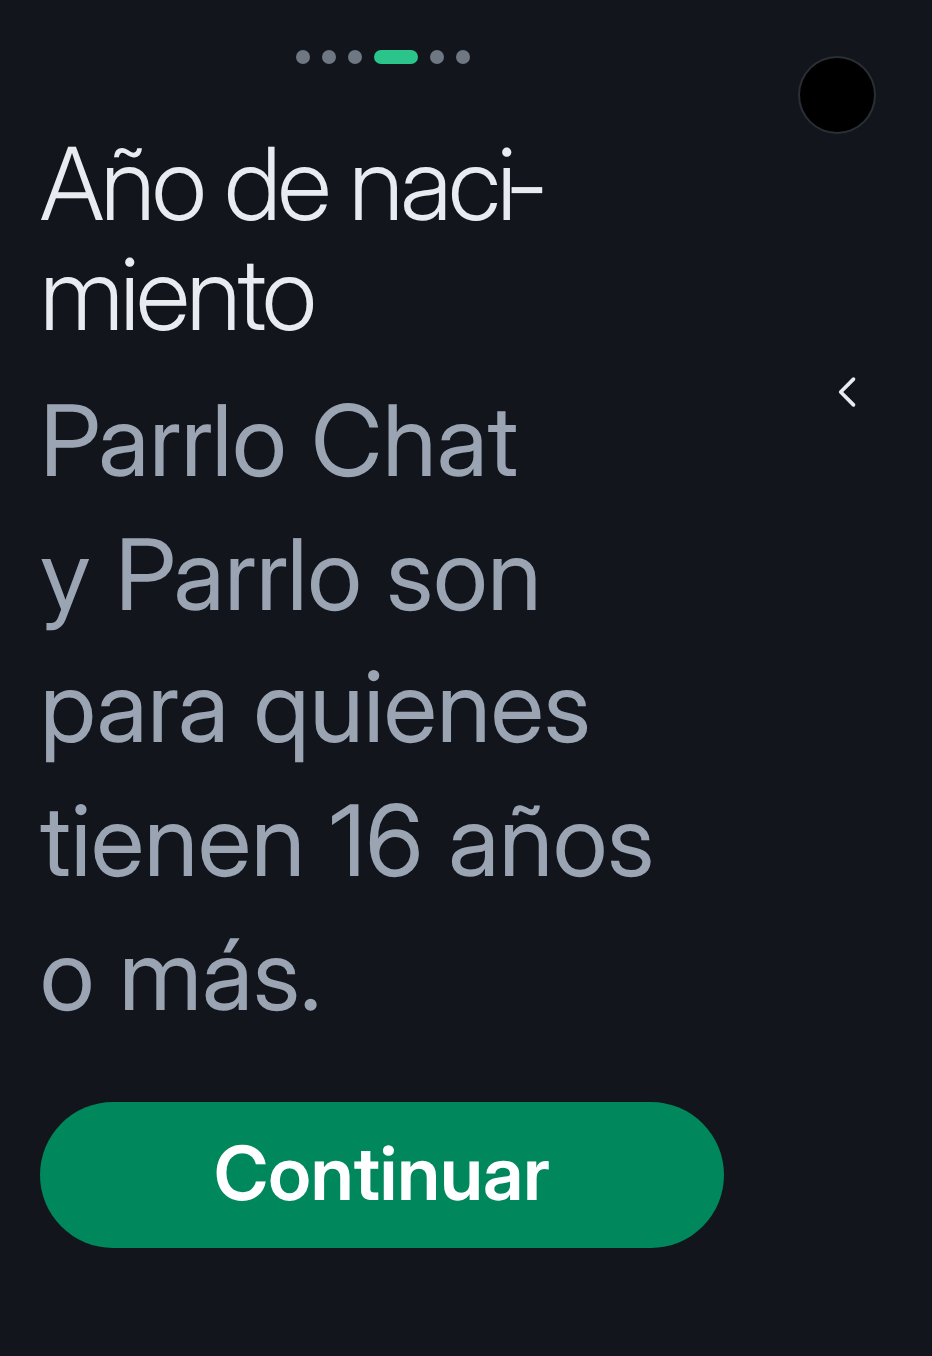 Año de naci-
miento
Parrlo Chat
y Parrlo son
para quienes
tienen 16 años
o más.
Continuar